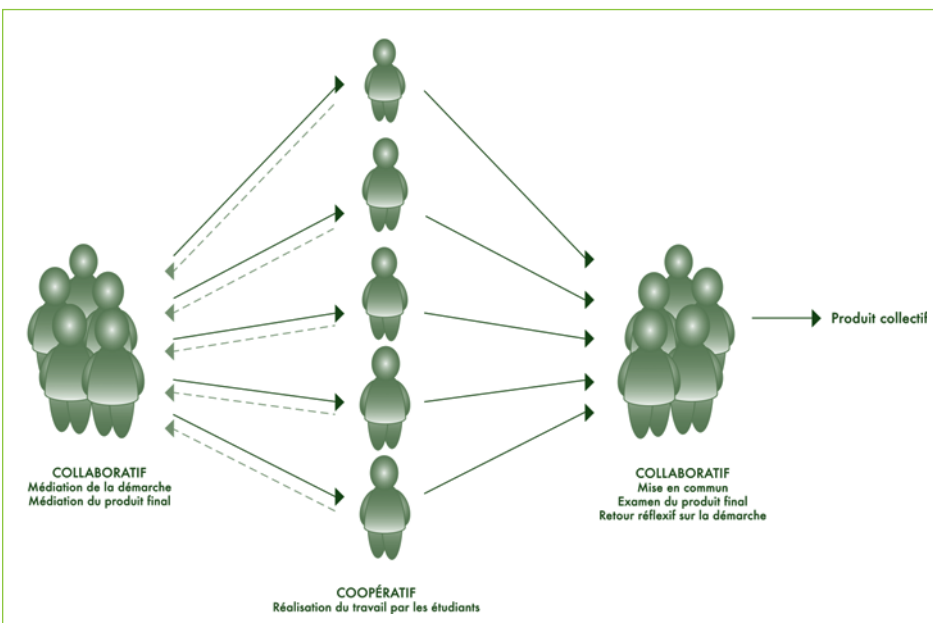 COLLABORATIF
Médiation de la démarche
Médiation du produit final
COOPÉRATIF
Réalisation du travail par les étudiants
COLLABORATIF
Mise en commun
Examen du produit final
Retour réflexif sur la démarche
Produit collectif